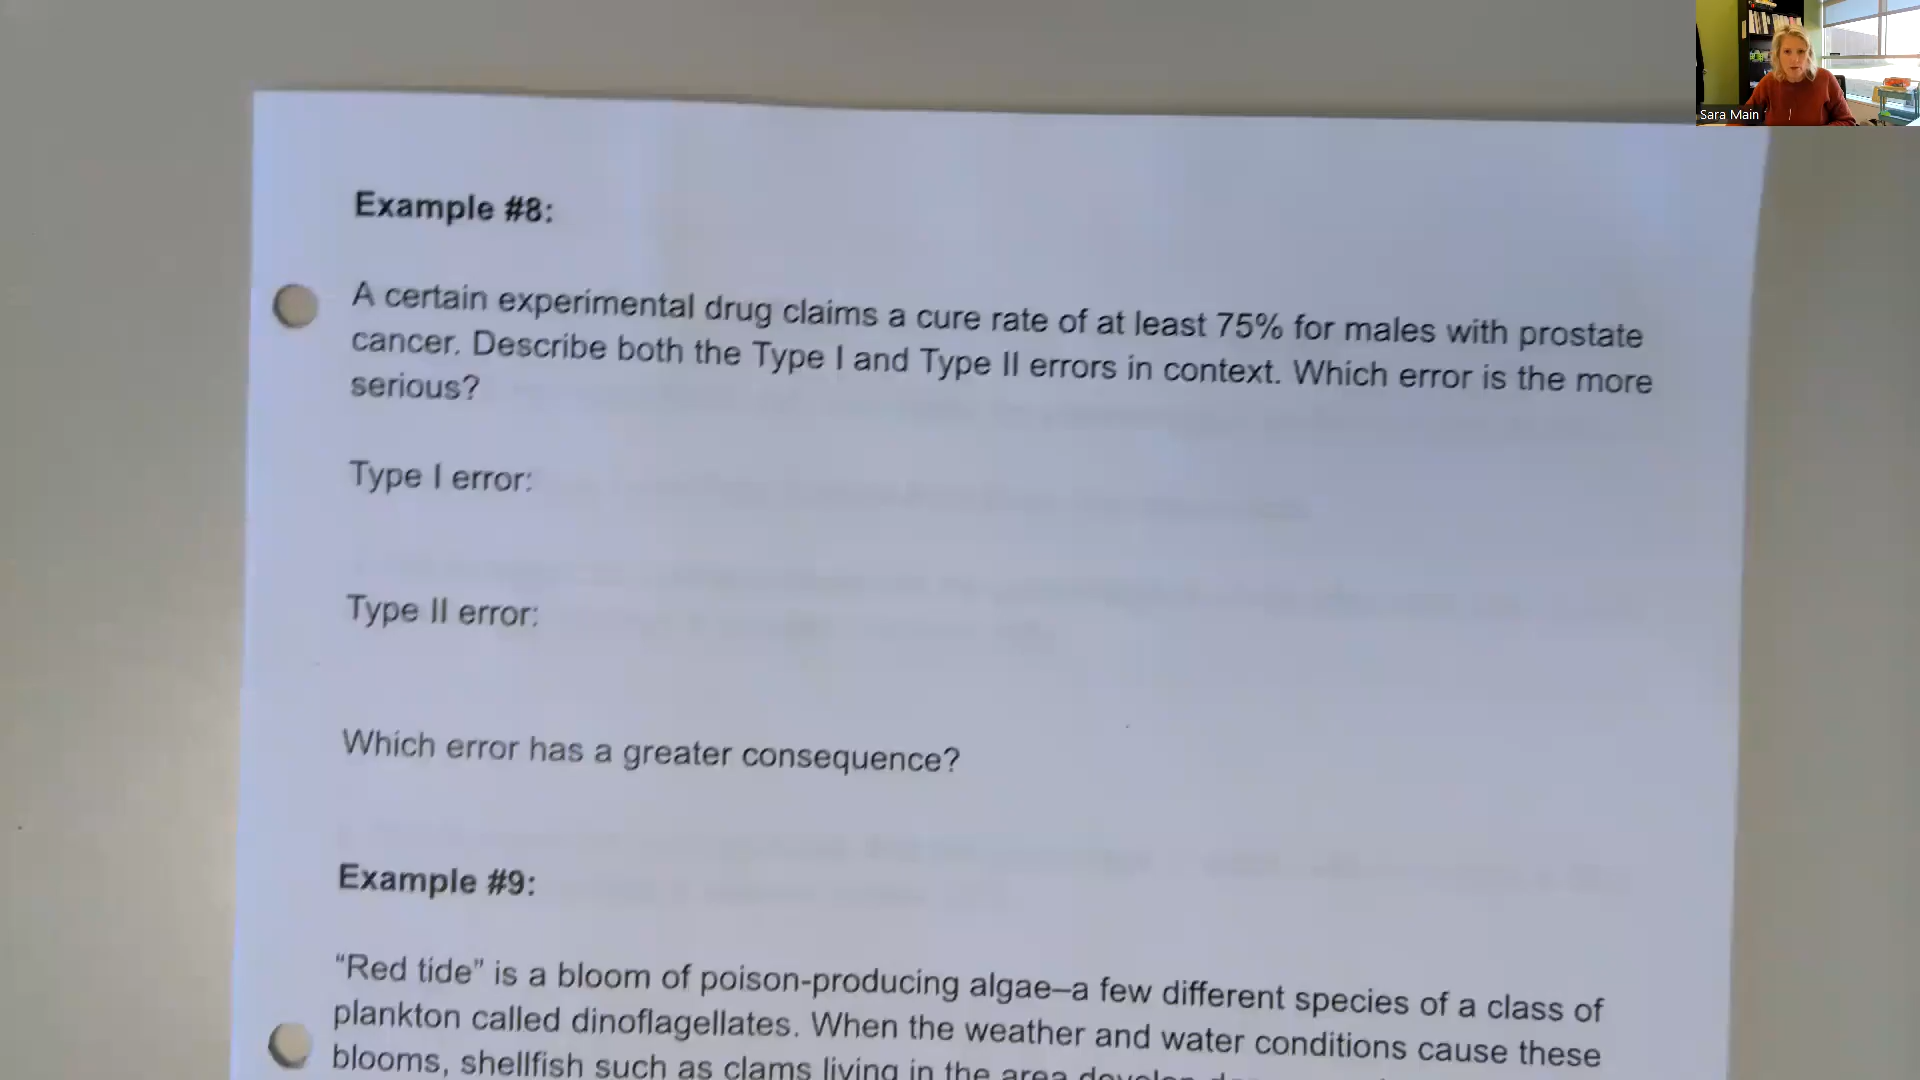 Sara Main
Example #8:
A certain experimental drug claims a cure rate of at least 75% for males with prostate
cancer. Describe both the Type I and Type II errors in context. Which error is the more
serious?
Type I error:
Type II error:
Which error has a greater consequence?
Example #9:
“Red tide” is a bloom of poison-producing algae–a few different species of a class of
plankton called dinoflagellates. When the weather and water conditions cause these
blooms, shellfish such as clams living in the area